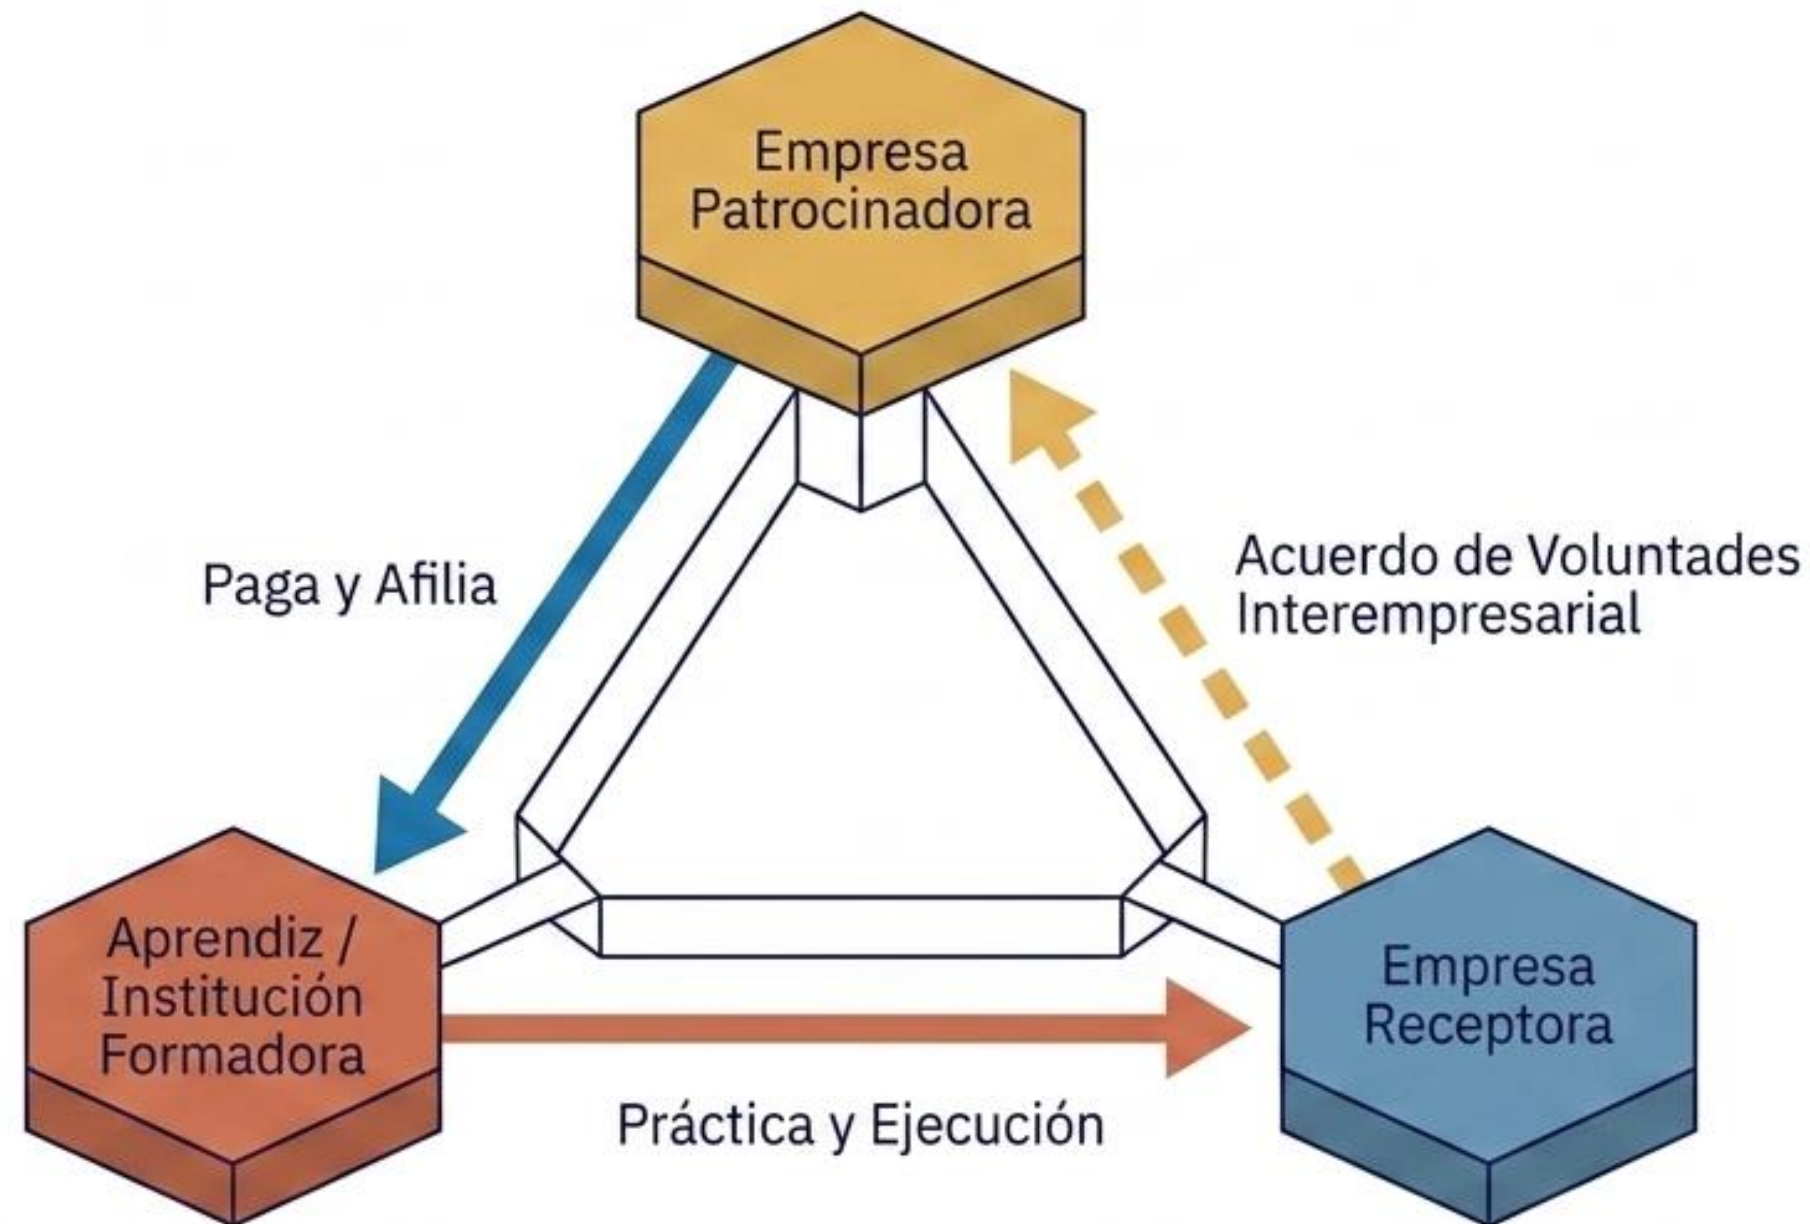 Empresa
Patrocinadora
Paga y Afilia
Acuerdo de Voluntades
Interempresarial
Aprendiz /
Institución
Formadora
Empresa
Receptora
Práctica y Ejecución